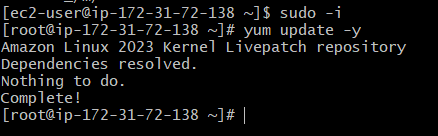 [ec2-user@ip-172-31-72-138 ~]$ sudo -i
[root@ip-172-31-72-138 ~]# yum update -y
Amazon Linux 2023 Kernel Livepatch repository
Dependencies resolved.
Nothing to do.
Complete!
[root@ip-172-31-72-138 ~]#